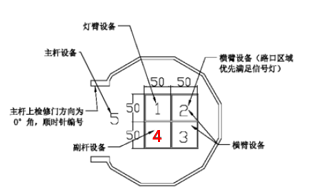 灯臂设备
主杆设备
横臂设备（路口区域
优先满足信号灯）
50 50
主杆上检修门方向为
0° 角，顺时针编号
5
50
50
1
2
4
3
副杆设备
横臂设备